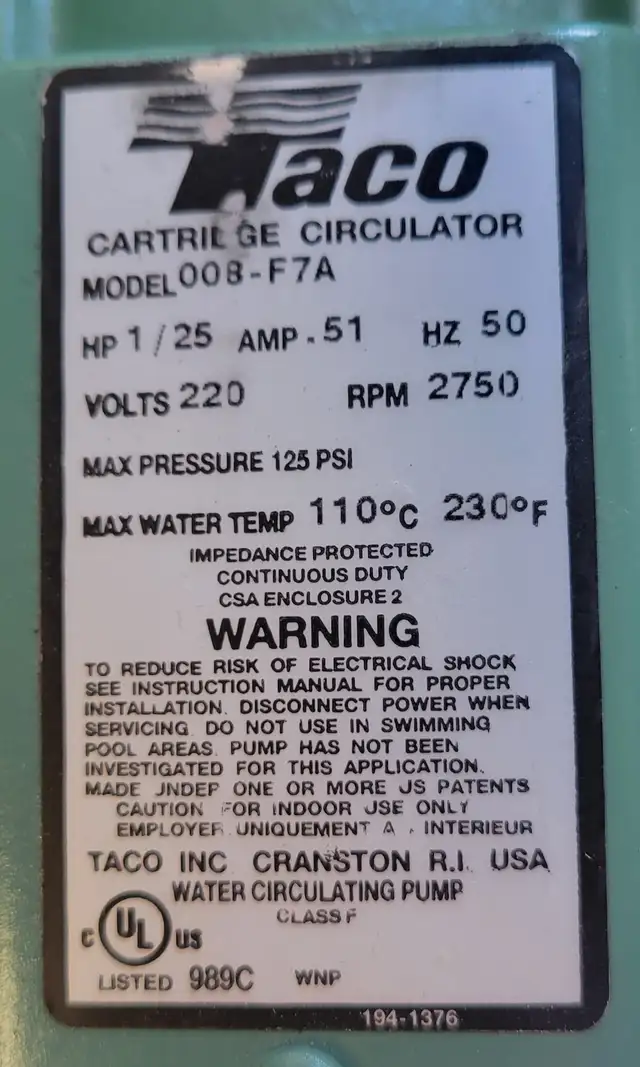 Taco
CARTRIDGE CIRCULATOR
MODEL 008-F7A
HP 1/25 AMP .51 HZ 50
VOLTS 220 RPM 2750
MAX PRESSURE 125 PSI
MAX WATER TEMP 110°C 230°F
IMPEDANCE PROTECTED
CONTINUOUS DUTY
CSA ENCLOSURE 2
WARNING
TO REDUCE RISK OF ELECTRICAL SHOCK
SEE INSTRUCTION MANUAL FOR PROPER
INSTALLATION. DISCONNECT POWER WHEN
SERVICING. DO NOT USE IN SWIMMING
POOL AREAS. PUMP HAS NOT BEEN
INVESTIGATED FOR THIS APPLICATION.
MADE UNDER ONE OR MORE US PATENTS
CAUTION FOR INDOOR USE ONLY
EMPLOYER UNIQUEMENT A L INTERIEUR
TACO INC. CRANSTON R.I. USA
WATER CIRCULATING PUMP
CLASS F
C UL US
LISTED 989C WNP
194-1376